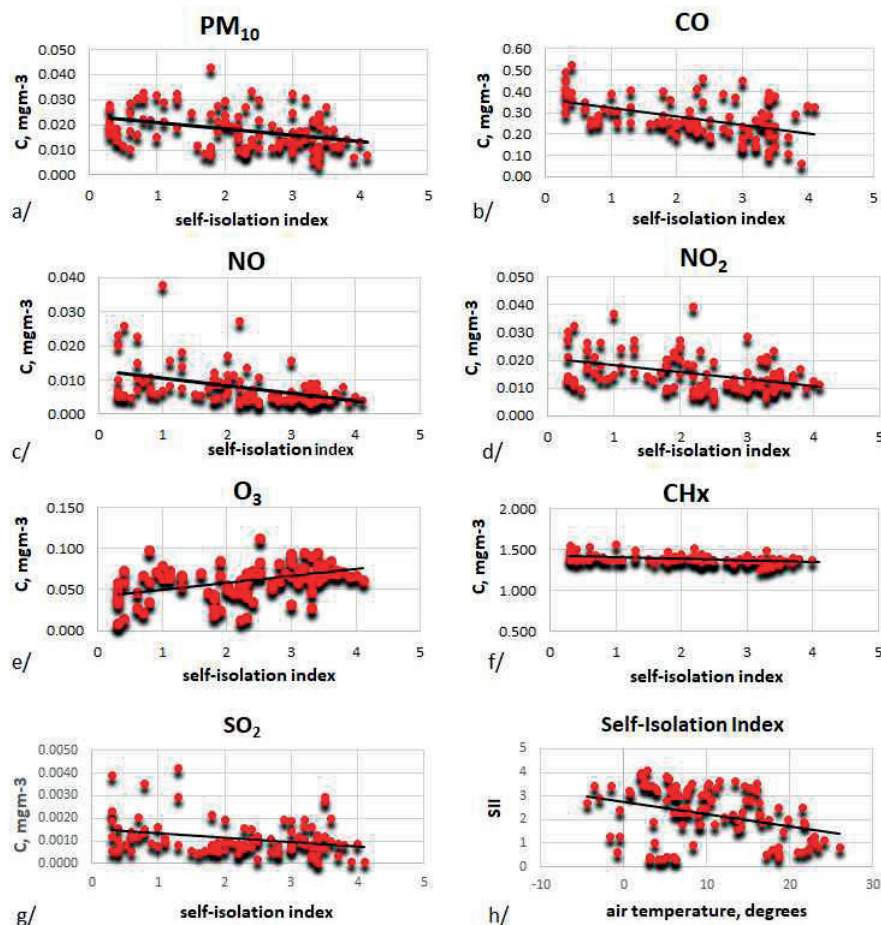 PM10
C, mgm-3
0.050
0.040
0.030
0.020
0.010
0.000
0 1 2 3 4 5
self-isolation index
a/
CO
C, mgm-3
0.60
0.50
0.40
0.30
0.20
0.10
0.00
0 1 2 3 4 5
self-isolation index
b/
NO
C, mgm-3
0.040
0.030
0.020
0.010
0.000
0 1 2 3 4 5
self-isolation index
c/
NO2
C, mgm-3
0.050
0.040
0.030
0.020
0.010
0.000
0 1 2 3 4 5
self-isolation index
d/
O3
C, mgm-3
0.150
0.100
0.050
0.000
0 1 2 3 4 5
self-isolation index
e/
CHx
C, mgm-3
2.000
1.500
1.000
0.500
0 1 2 3 4 5
self-isolation index
f/
SO2
C, mgm-3
0.0050
0.0040
0.0030
0.0020
0.0010
0.0000
0 1 2 3 4 5
self-isolation index
g/
Self-Isolation Index
SII
5
4
3
2
1
0
-10 0 10 20 30
air temperature, degrees
h/